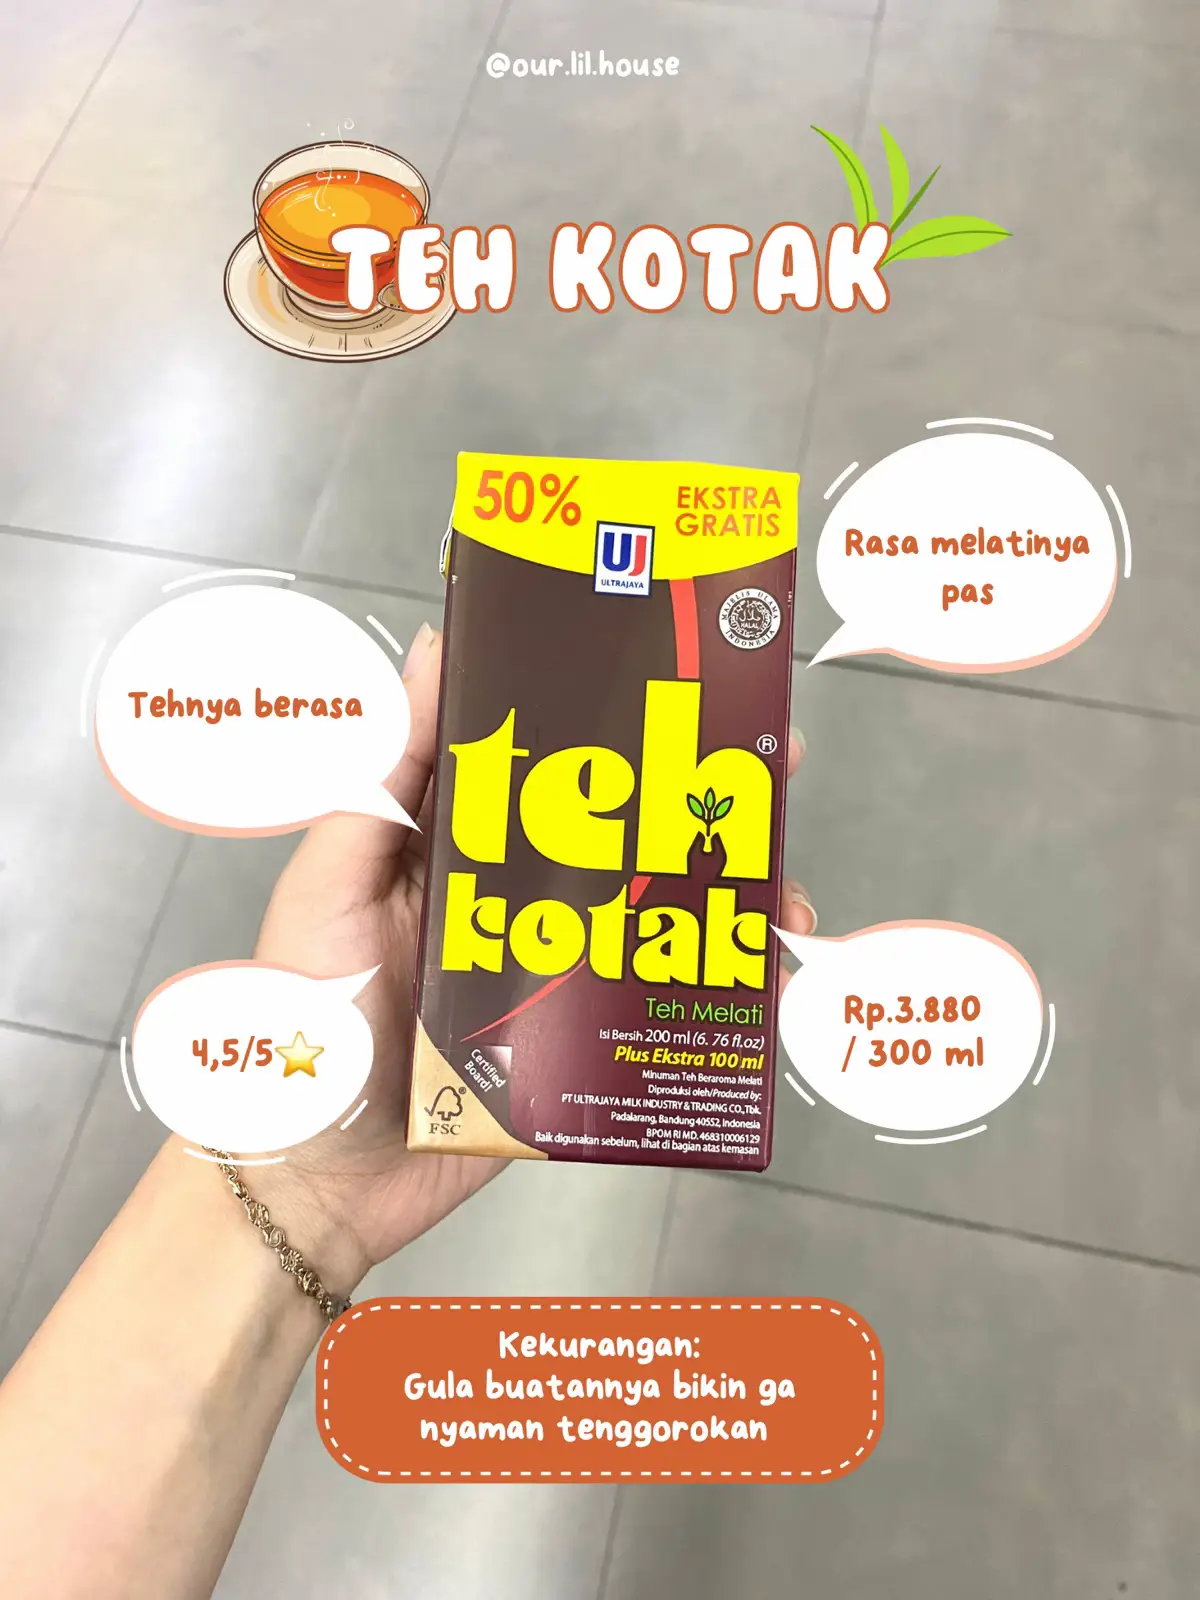 @our.lil.house
TEH KOTAK
50%
EKSTRA
GRATIS
UJ
ULTRAJAYA
MAJELIS ULAMA
HALAL
INDONESIA
Rasa melatinya
pas
Tehnya berasa
teh®
kotak
Teh Melati
Isi Bersih 200 ml (6. 76 fl.oz)
Plus Ekstra 100 ml
Minuman Teh Beraroma Melati
Diproduksi oleh/Produced by:
PT ULTRAJAYA MILK INDUSTRY & TRADING CO.,Tbk.
Padalarang, Bandung 40552, Indonesia
BPOM RI MD. 468310006129
Baik digunakan sebelum, lihat di bagian atas kemasan
Certified
Board!
®
FSC
4,5/5
Rp.3.880
/ 300 ml
Kekurangan:
Gula buatannya bikin ga
nyaman tenggorokan